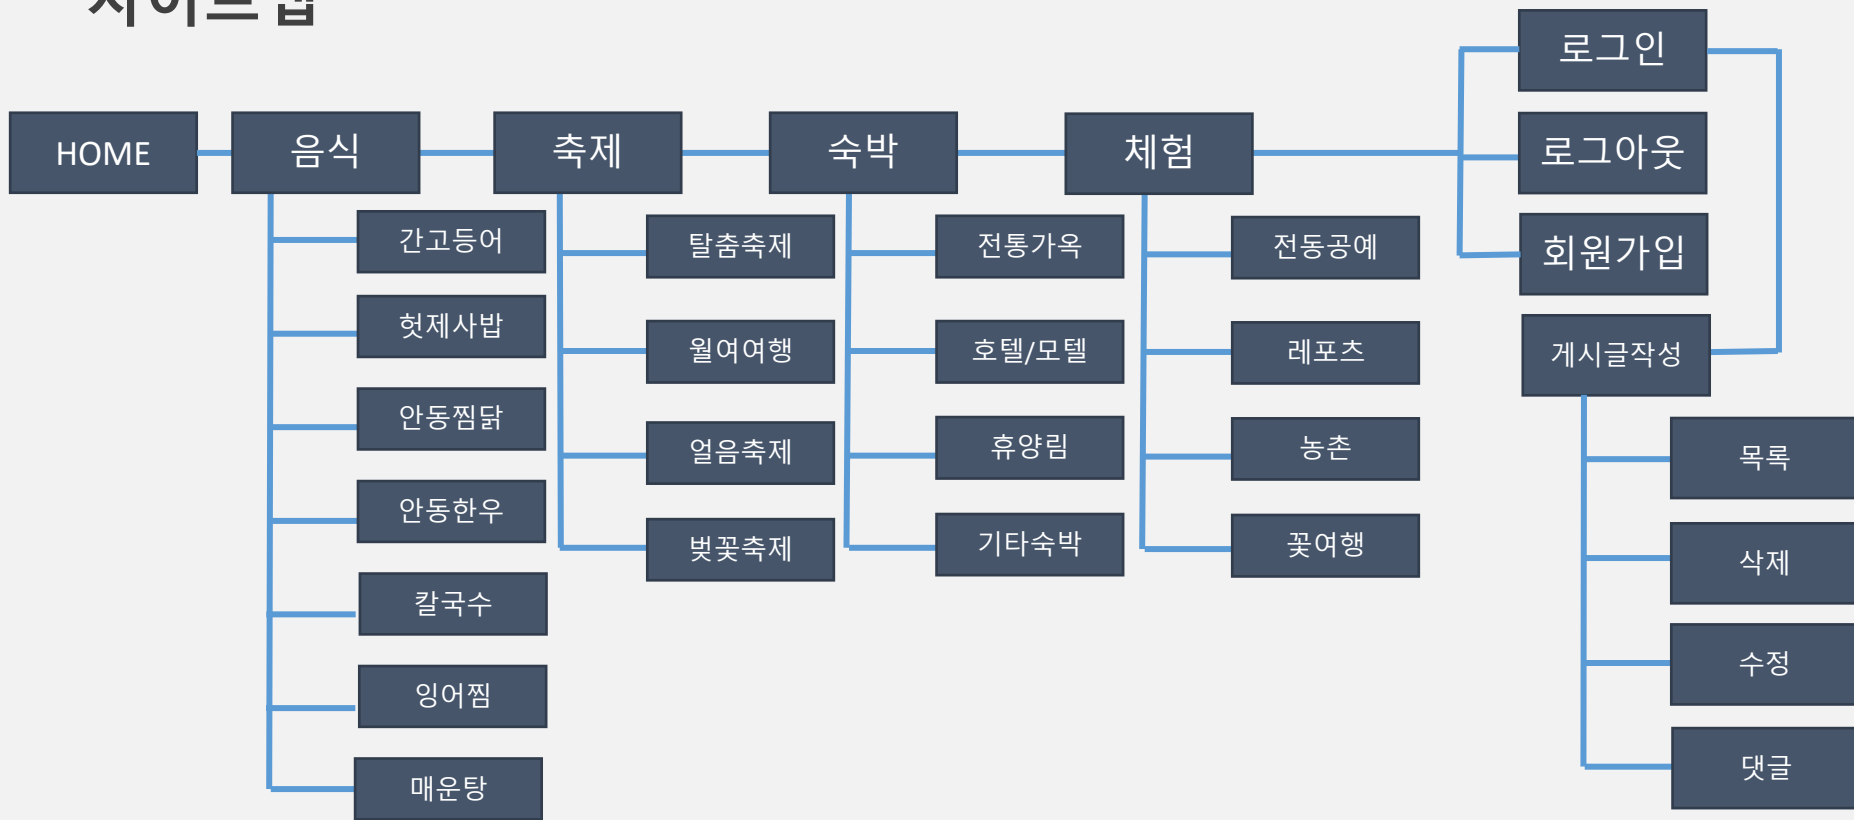 사이트맵
HOME
음식
축제
숙박
체험
로그인
로그아웃
회원가입
게시글작성
간고등어
헛제사밥
안동찜닭
안동한우
칼국수
잉어찜
매운탕
탈춤축제
월여여행
얼음축제
벚꽃축제
전통가옥
호텔/모텔
휴양림
기타숙박
전동공예
레포츠
농촌
꽃여행
목록
삭제
수정
댓글